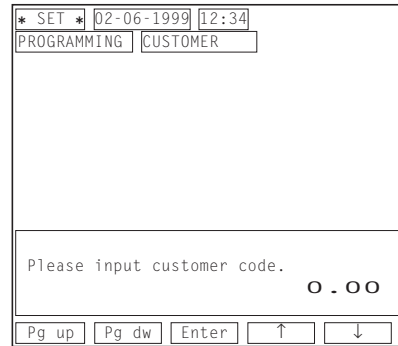 * SET * 02-06-1999 12:34
PROGRAMMING CUSTOMER
Please input customer code.
0.00
Pg up Pg dw Enter ↑ ↓